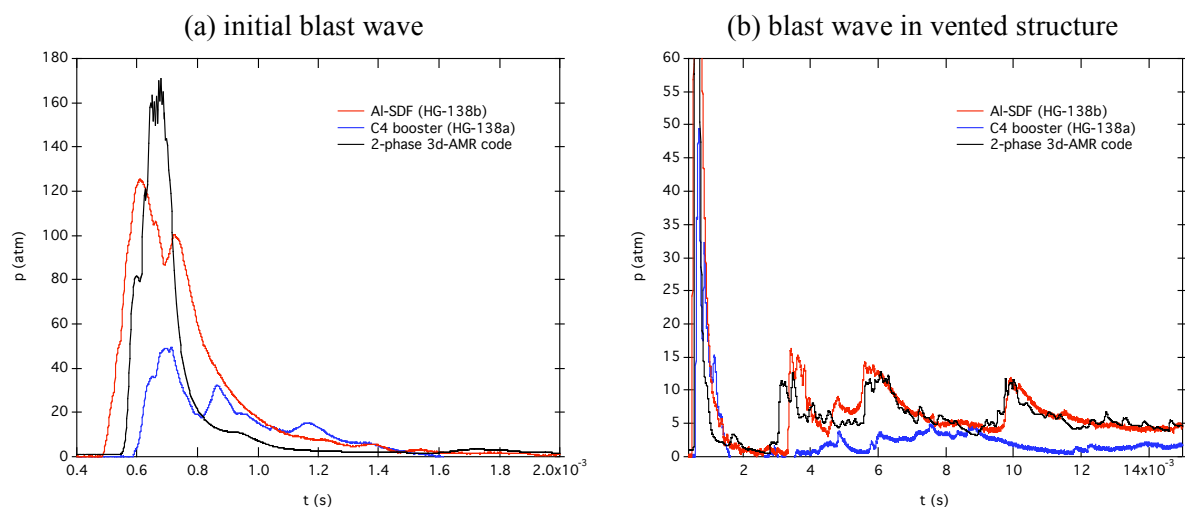 (a) initial blast wave
(b) blast wave in vented structure
180
160
140
120
100
80
60
40
20
0
p (atm)
Al-SDF (HG-138b)
C4 booster (HG-138a)
2-phase 3d-AMR code
0.4
0.6
0.8
1.0
1.2
1.4
1.6
1.8
2.0x10-3
t (s)
60
55
50
45
40
35
30
25
20
15
10
5
0
p (atm)
Al-SDF (HG-138b)
C4 booster (HG-138a)
2-phase 3d-AMR code
2
4
6
8
10
12
14x10-3
t (s)